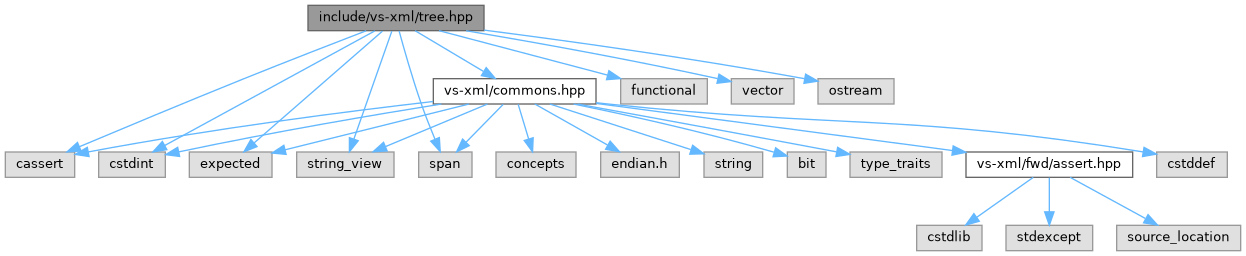 include/vs-xml/tree.hpp
vs-xml/commons.hpp
functional
vector
ostream
cassert
cstdint
expected
string_view
span
concepts
endian.h
string
bit
type_traits
vs-xml/fwd/assert.hpp
cstddef
cstdlib
stdexcept
source_location